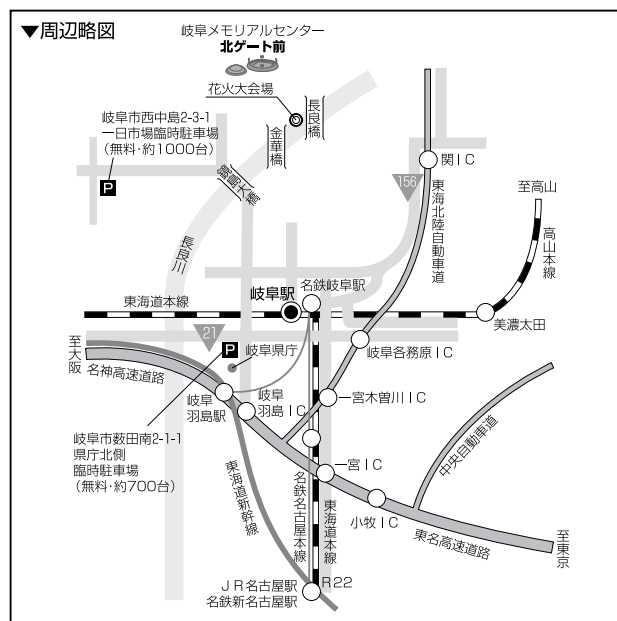 ▼周辺略図
岐阜メモリアルセンター
北ゲート前
花火大会場
長良橋
金華橋
岐阜市西中島2-3-1
一日市場臨時駐車場
(無料・約1000台)
P
鏡島大橋
長良川
関IC
156
東海北陸自動車道
至高山
高山本線
名鉄岐阜駅
岐阜駅
東海道本線
美濃太田
21
P
岐阜県庁
岐阜各務原IC
至大阪
名神高速道路
岐阜
羽島駅
岐阜
羽島IC
一宮木曽川IC
岐阜市薮田南2-1-1
県庁北側
臨時駐車場
(無料・約700台)
中央自動車道
一宮IC
小牧IC
東海道新幹線
名鉄名古屋本線
東海道本線
東名高速道路
至東京
R22
JR名古屋駅
名鉄新名古屋駅